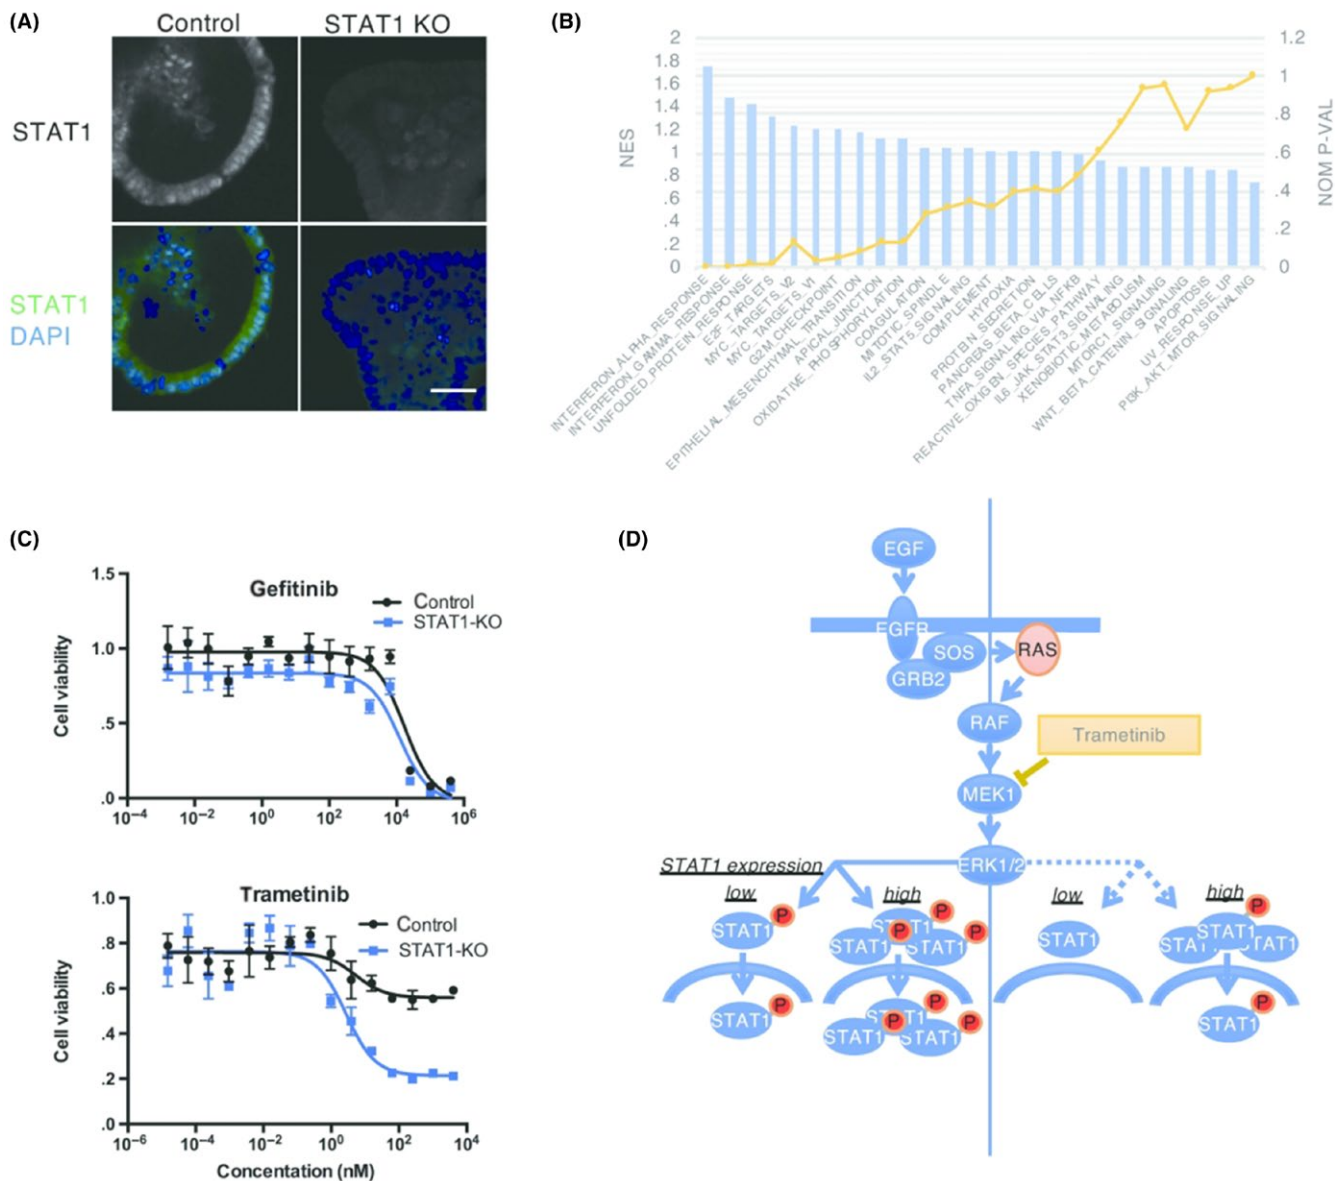 (A)
Control
STAT1 KO
STAT1
STAT1
DAPI
(B)
NES
2
1.8
1.6
1.4
1.2
1
.8
.6
.4
.2
0
1.2
1
.8
.6
.4
.2
0
NOM P-VAL
INTERFERON_ALPHA_RESPONSE
INTERFERON_GAMMA_RESPONSE
UNFOLDED_PROTEIN_RESPONSE
E2F_TARGETS
MYC_TARGETS_V2
MYC_TARGETS_V1
G2M_CHECKPOINT
EPITHELIAL_MESENCHYMAL_TRANSITION
APICAL_JUNCTION
OXIDATIVE_PHOSPHORYLATION
COAGULATION
MITOTIC_SPINDLE
IL2_STAT5_SIGNALING
COMPLEMENT
HYPOXIA
PROTEIN_SECRETION
PANCREAS_BETA_CELLS
TNFA_SIGNALING_VIA_NFKB
REACTIVE_OXIGEN_SPECIES_PATHWAY
IL6_JAK_STAT3_SIGNALING
XENOBIOTIC_METABOLISM
MTORC1_SIGNALING
WNT_BETA_CATENIN_SIGNALING
APOPTOSIS
UV_RESPONSE_UP
PI3K_AKT_MTOR_SIGNALING
(C)
Gefitinib
Control
STAT1-KO
Cell viability
1.5
1.0
.5
.0
10−4
10−2
100
102
104
106
Trametinib
Control
STAT1-KO
Cell viability
1.0
.8
.6
.4
.2
.0
10−6
10−4
10−2
100
102
104
Concentation (nM)
(D)
EGF
EGFR
SOS
GRB2
RAS
RAF
Trametinib
MEK1
ERK1/2
STAT1 expression
low
high
low
high
STAT1
P
STAT1
STAT1
STAT1
P
P
P
STAT1
STAT1
STAT1
STAT1
P
STAT1
P
STAT1
STAT1
STAT1
P
P
P
STAT1
P